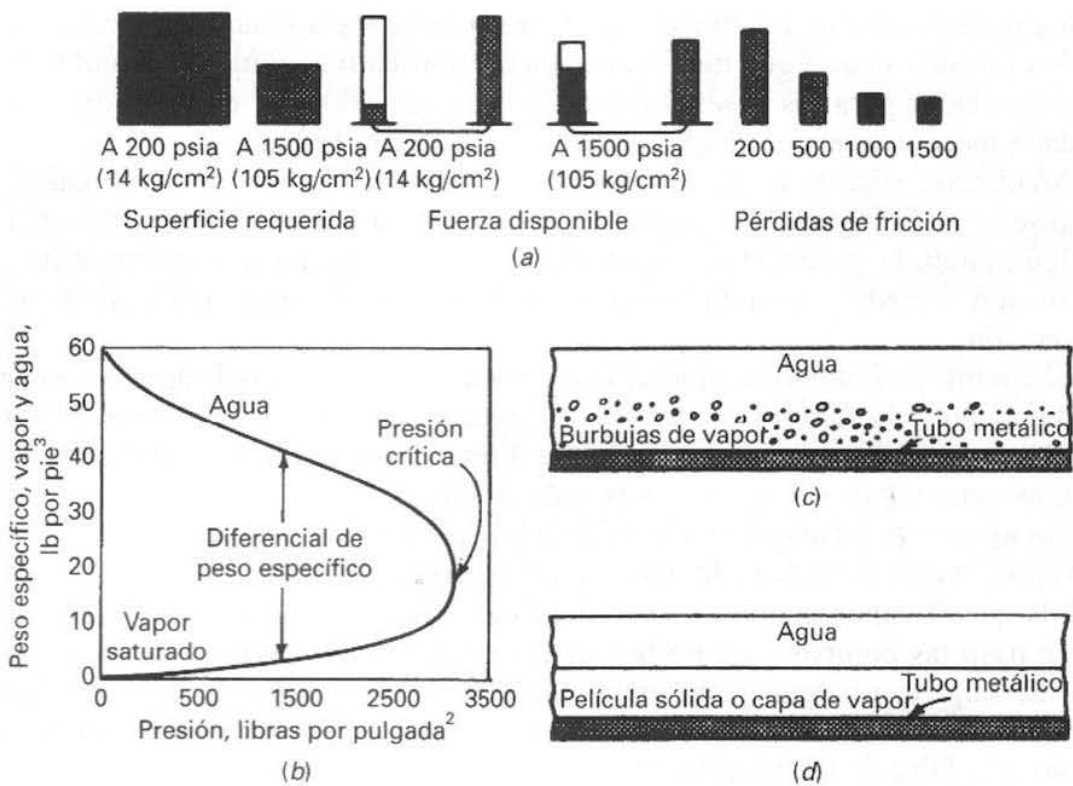 A 200 psia A 1500 psia A 200 psia A 1500 psia 200 500 1000 1500
(14 kg/cm²) (105 kg/cm²) (14 kg/cm²) (105 kg/cm²)
Superficie requerida Fuerza disponible Pérdidas de fricción
(a)
Peso específico, vapor y agua,
lb por pie³
60
50
40
30
20
10
0
Agua
Presión
crítica
Diferencial de
peso específico
Vapor
saturado
0 500 1500 2500 3500
Presión, libras por pulgada²
(b)
Agua
Burbujas de vapor Tubo metálico
(c)
Agua
Tubo metálico
Película sólida o capa de vapor
(d)